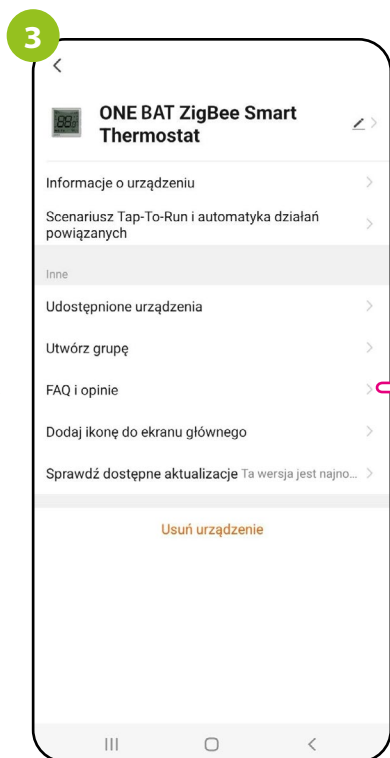 3
ONE BAT ZigBee Smart
Thermostat
Informacje o urządzeniu
Scenariusz Tap-To-Run i automatyka działań
powiązanych
Inne
Udostępnione urządzenia
Utwórz grupę
FAQ i opinie
Dodaj ikonę do ekranu głównego
Sprawdź dostępne aktualizacje Ta wersja jest najno...
Usuń urządzenie